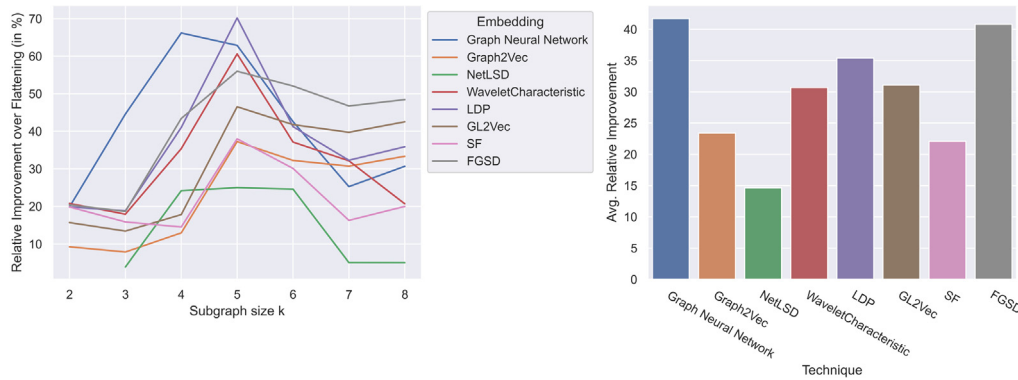 Relative Improvement over Flattening (in %)
70
60
50
40
30
20
10
2 3 4 5 6 7 8
Subgraph size k
Embedding
Graph Neural Network
Graph2Vec
NetLSD
WaveletCharacteristic
LDP
GL2Vec
SF
FGSD
Avg. Relative Improvement
40
35
30
25
20
15
10
5
0
Graph Neural Network
Graph2Vec
NetLSD
WaveletCharacteristic
LDP
GL2Vec
SF
FGSD
Technique